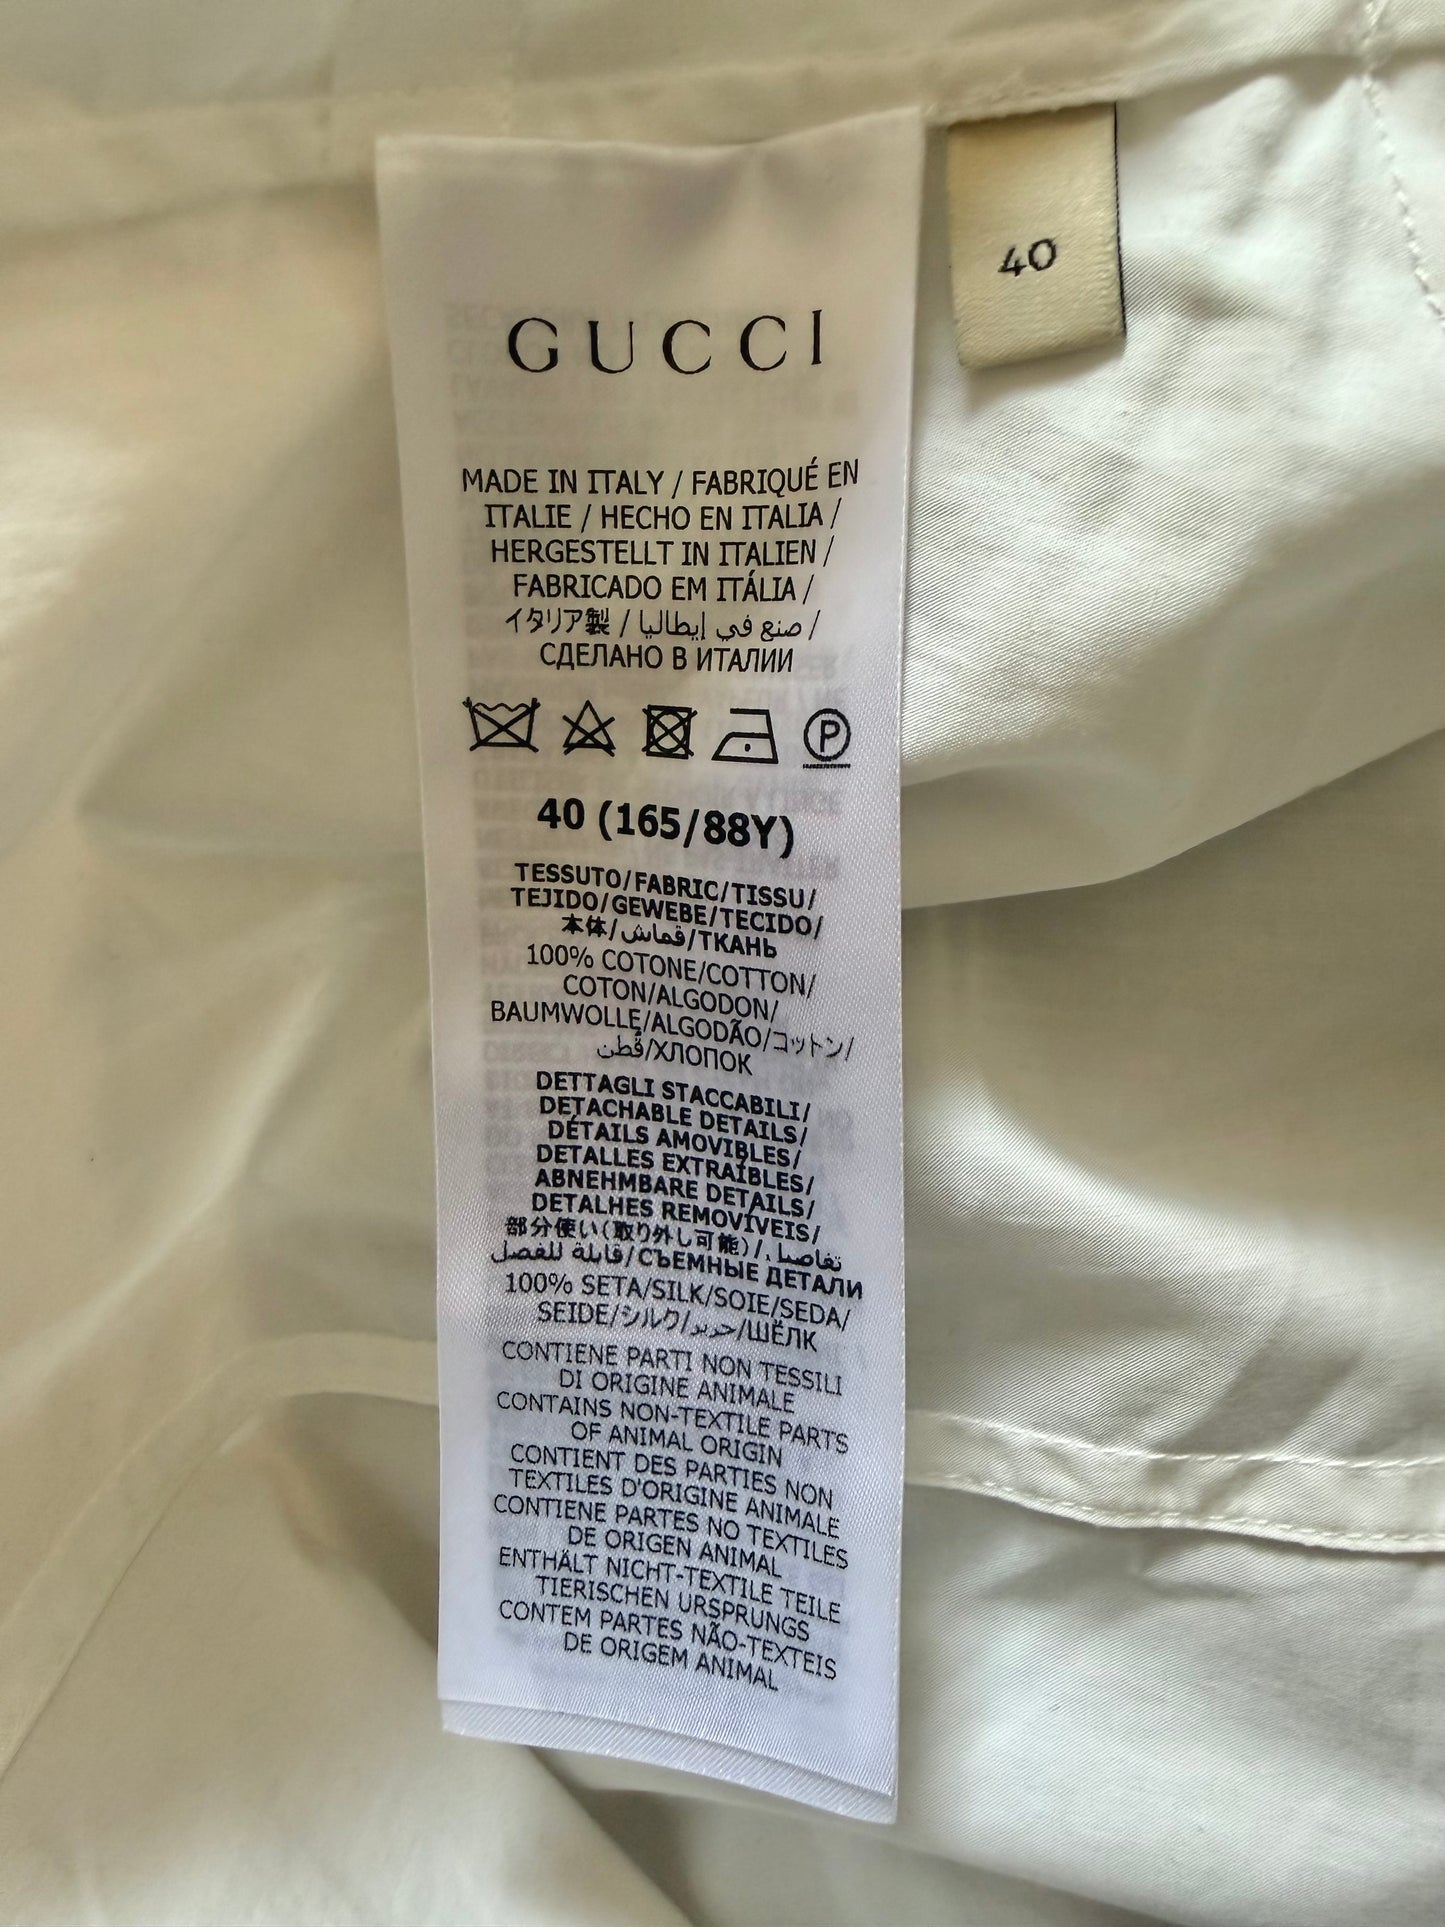 GUCCI
40
MADE IN ITALY / FABRIQUÉ EN
ITALIE / HECHO EN ITALIA /
HERGESTELLT IN ITALIEN /
FABRICADO EM ITÁLIA /
イタリア製 / صنع في إيطاليا /
СДЕЛАНО В ИТАЛИИ
P
40 (165/88Y)
TESSUTO/FABRIC/TISSU/
TEJIDO/GEWEBE/TECIDO/
本体/قماش/ТКАНЬ
100% COTONE/COTTON/
COTON/ALGODON/
BAUMWOLLE/ALGODÃO/コットン/
قطن/ХЛОПОК
DETTAGLI STACCABILI/
DETACHABLE DETAILS/
DÉTAILS AMOVIBLES/
DETALLES EXTRAÍBLES/
ABNEHMBARE DETAILS/
DETALHES REMOVÍVEIS/
部分使い(取り外し可能)/تفاصيل
قابلة للفصل/СЪЕМНЫЕ ДЕТАЛИ
100% SETA/SILK/SOIE/SEDA/
SEIDE/シルク/حرير/ШЁЛК
CONTIENE PARTI NON TESSILI
DI ORIGINE ANIMALE
CONTAINS NON-TEXTILE PARTS
OF ANIMAL ORIGIN
CONTIENT DES PARTIES NON
TEXTILES D'ORIGINE ANIMALE
CONTIENE PARTES NO TEXTILES
DE ORIGEN ANIMAL
ENTHÄLT NICHT-TEXTILE TEILE
TIERISCHEN URSPRUNGS
CONTEM PARTES NÃO-TEXTEIS
DE ORIGEM ANIMAL